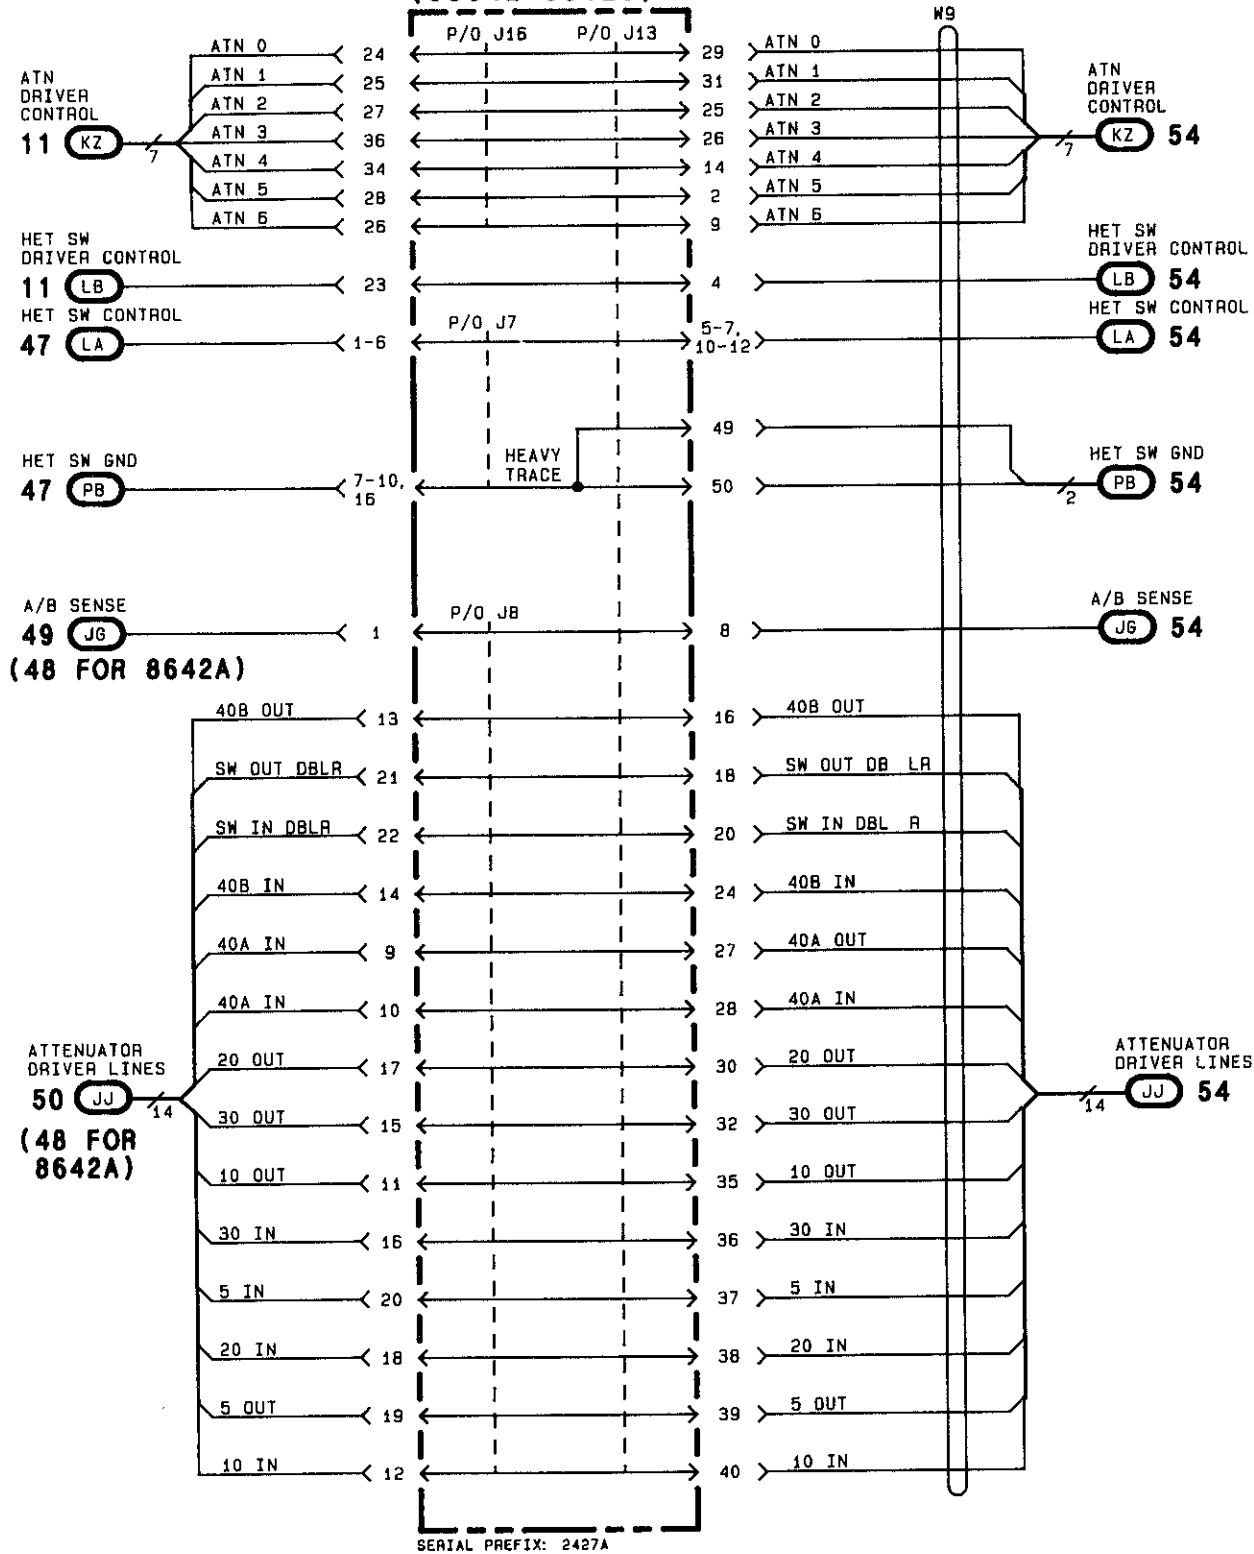 W9
P/O J16 P/O J13
ATN 0 24 29 ATN 0
ATN 1 25 31 ATN 1
ATN 2 27 25 ATN 2
ATN 3 36 26 ATN 3
ATN 4 34 14 ATN 4
ATN 5 28 2 ATN 5
ATN 6 26 9 ATN 6
ATN
DRIVER
CONTROL
11 KZ 7
ATN
DRIVER
CONTROL
7 KZ 54
HET SW
DRIVER CONTROL
11 LB 23 4
HET SW
DRIVER CONTROL
LB 54
HET SW CONTROL
47 LA 1-6
P/O J7
5-7,
10-12
HET SW CONTROL
LA 54
49
HET SW GND
47 PB 7-10,
16
HEAVY
TRACE
50
HET SW GND
2 PB 54
A/B SENSE
49 JG 1
(48 FOR 8642A)
P/O J8
8
A/B SENSE
JG 54
40B OUT 13 16 40B OUT
SW OUT DBLR 21 18 SW OUT DB LR
SW IN DBLR 22 20 SW IN DBL R
40B IN 14 24 40B IN
40A IN 9 27 40A OUT
40A IN 10 28 40A IN
20 OUT 17 30 20 OUT
30 OUT 15 32 30 OUT
10 OUT 11 35 10 OUT
30 IN 16 36 30 IN
5 IN 20 37 5 IN
20 IN 18 38 20 IN
5 OUT 19 39 5 OUT
10 IN 12 40 10 IN
ATTENUATOR
DRIVER LINES
50 JJ 14
(48 FOR
8642A)
ATTENUATOR
DRIVER LINES
14 JJ 54
SERIAL PREFIX: 2427A